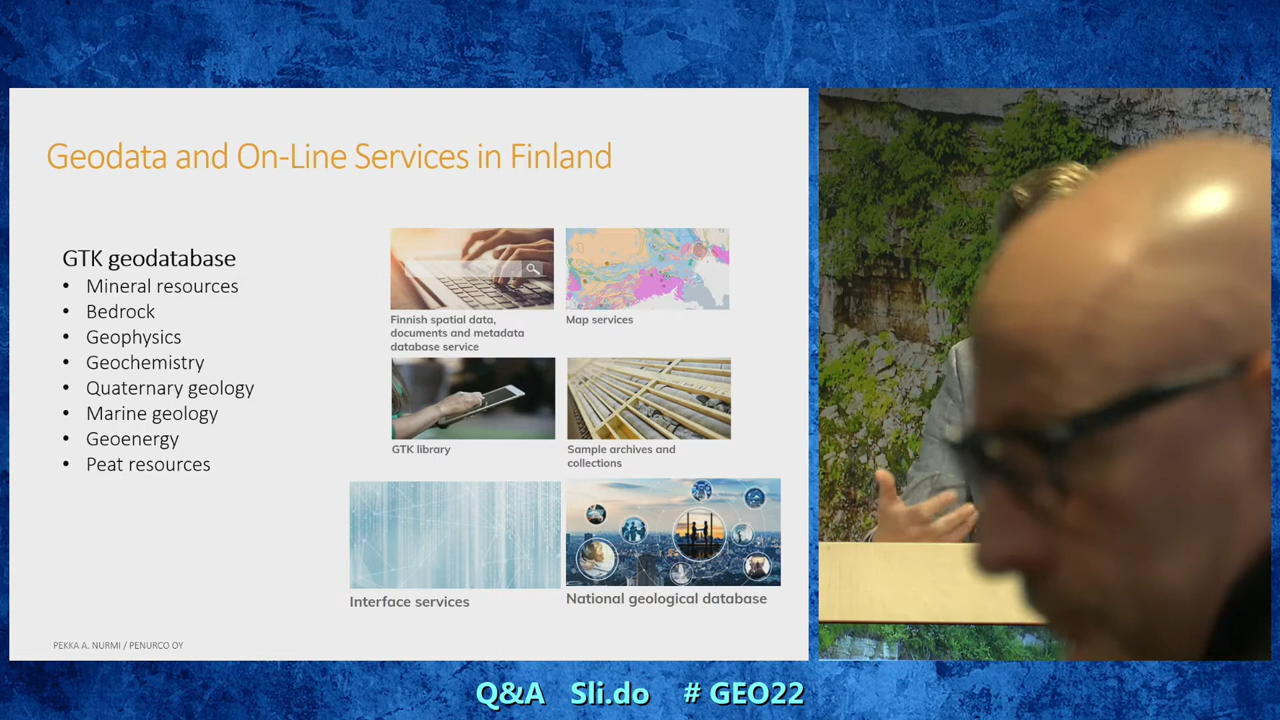 Geodata and On-Line Services in Finland
GTK geodatabase
• Mineral resources
• Bedrock
• Geophysics
• Geochemistry
• Quaternary geology
• Marine geology
• Geoenergy
• Peat resources
Finnish spatial data,
documents and metadata
database service
Map services
GTK library
Sample archives and
collections
Interface services
National geological database
PEKKA A. NURMI / PENURCO OY
Q&A Sli.do # GEO22